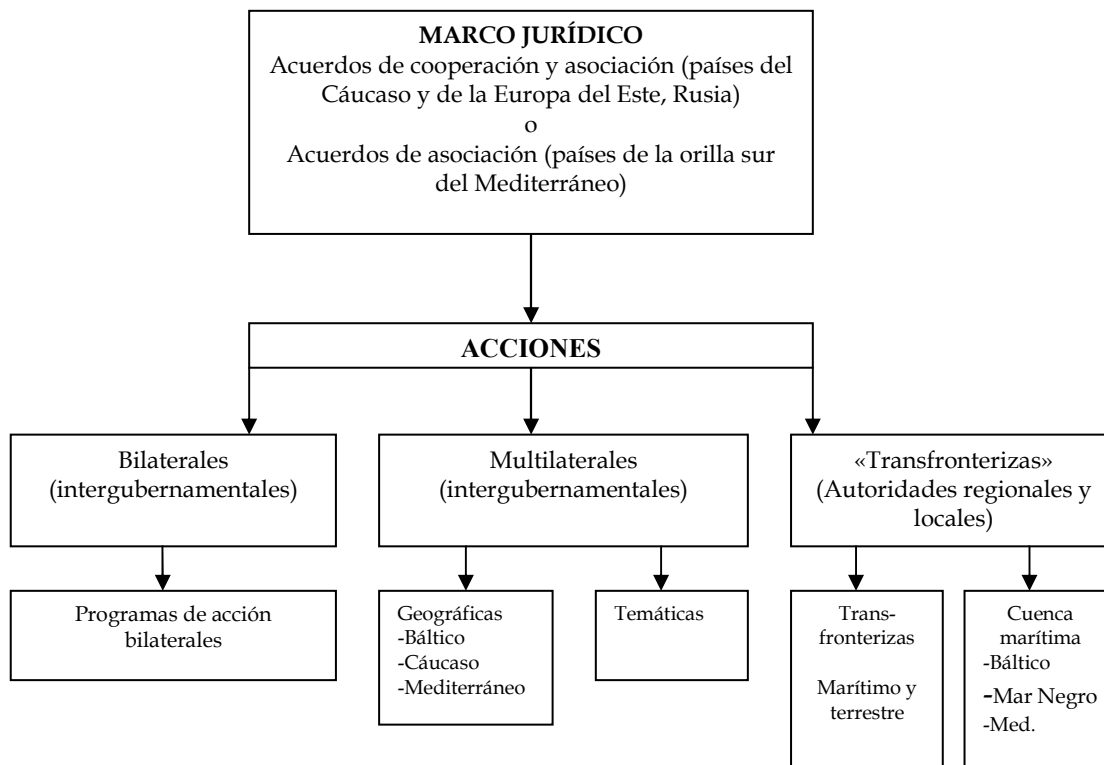 MARCO JURÍDICO
Acuerdos de cooperación y asociación (países del
Cáucaso y de la Europa del Este, Rusia)
o
Acuerdos de asociación (países de la orilla sur
del Mediterráneo)
ACCIONES
Bilaterales
(intergubernamentales)
Multilaterales
(intergubernamentales)
«Transfronterizas»
(Autoridades regionales y
locales)
Programas de acción
bilaterales
Geográficas
-Báltico
-Cáucaso
-Mediterráneo
Temáticas
Trans-
fronterizas
Marítimo y
terrestre
Cuenca
marítima
-Báltico
-Mar Negro
-Med.